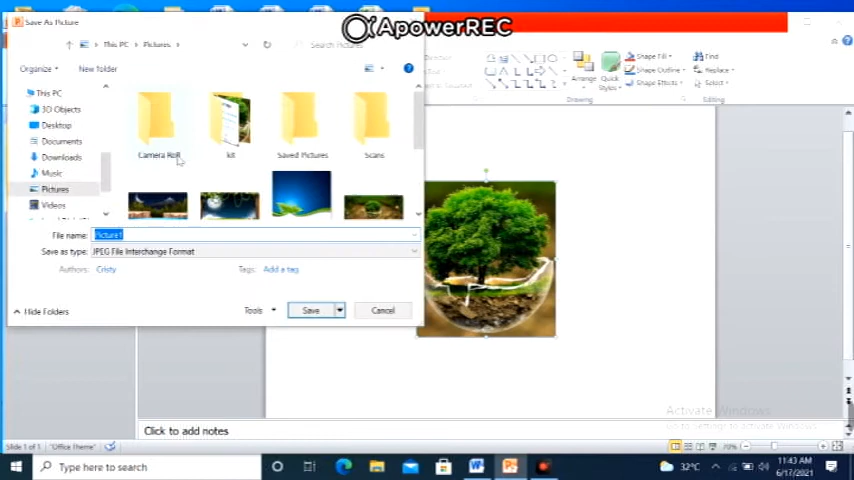 Save As Picture
ApowerREC
This PC > Pictures >
Search Pictures
Organize
New folder
This PC
3D Objects
Desktop
Documents
Downloads
Music
Pictures
Videos
Camera Roll
kit
Saved Pictures
Scans
File name: Picture1
Save as type: JPEG File Interchange Format
Authors: Cristy
Tags: Add a tag
Hide Folders
Tools
Save
Cancel
Arrange
Quick Styles
Shape Fill
Shape Outline
Shape Effects
Drawing
Find
Replace
Editing
Activate Windows
Go to Settings to activate Windows.
Click to add notes
Slide 1 of 1
"Office Theme"
70%
Type here to search
32°C
11:43 AM
6/17/2021